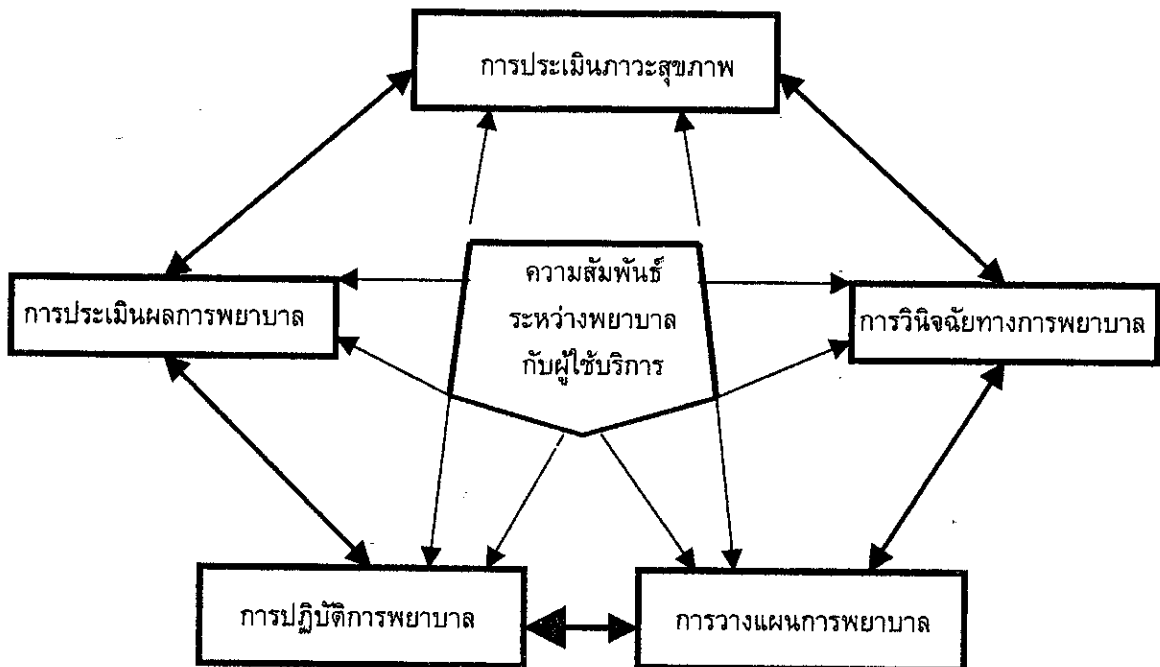 การประเมินภาวะสุขภาพ
ความสัมพันธ์
ระหว่างพยาบาล
กับผู้ใช้บริการ
การประเมินผลการพยาบาล
การวินิจฉัยทางการพยาบาล
การปฏิบัติการพยาบาล
การวางแผนการพยาบาล